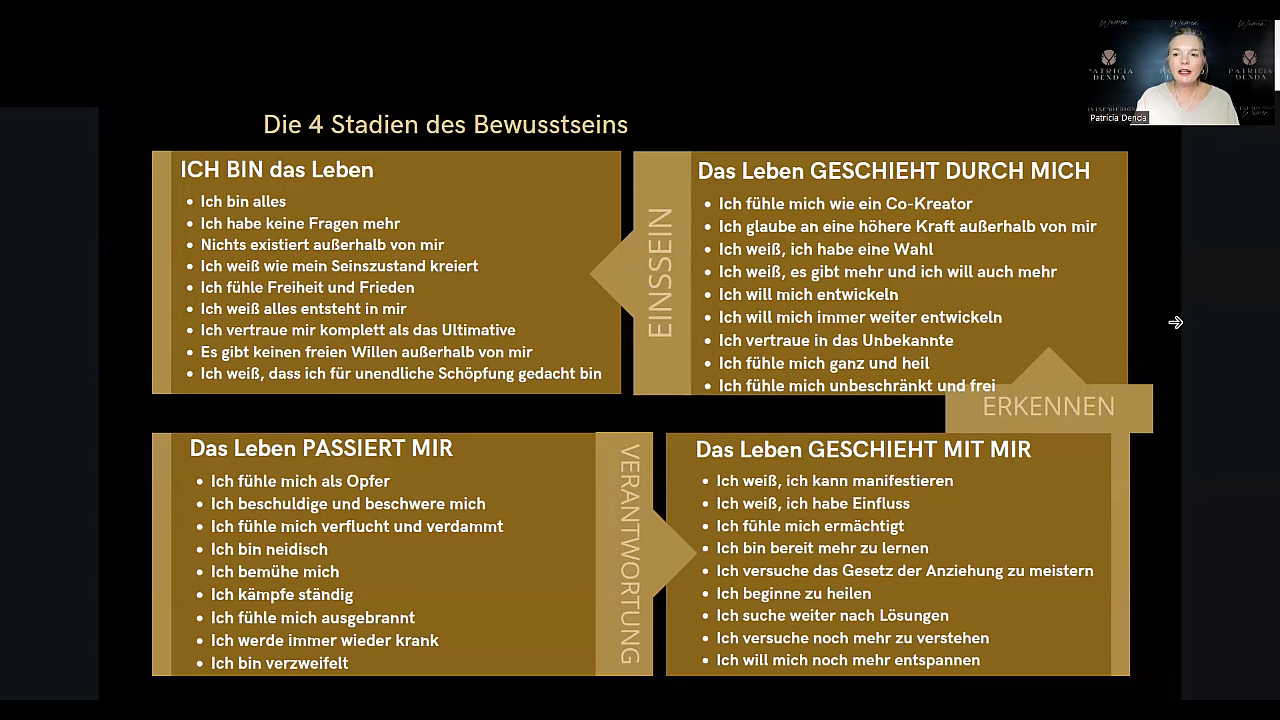 PATRICIA
DENDA
PATRICIA
DENDA
Patricia Denda
Die 4 Stadien des Bewusstseins
ICH BIN das Leben
Ich bin alles
Ich habe keine Fragen mehr
Nichts existiert außerhalb von mir
Ich weiß wie mein Seinszustand kreiert
Ich fühle Freiheit und Frieden
Ich weiß alles entsteht in mir
Ich vertraue mir komplett als das Ultimative
Es gibt keinen freien Willen außerhalb von mir
Ich weiß, dass ich für unendliche Schöpfung gedacht bin
EINSSEIN
Das Leben GESCHIEHT DURCH MICH
Ich fühle mich wie ein Co-Kreator
Ich glaube an eine höhere Kraft außerhalb von mir
Ich weiß, ich habe eine Wahl
Ich weiß, es gibt mehr und ich will auch mehr
Ich will mich entwickeln
Ich will mich immer weiter entwickeln
Ich vertraue in das Unbekannte
Ich fühle mich ganz und heil
Ich fühle mich unbeschränkt und frei
ERKENNEN
Das Leben PASSIERT MIR
Ich fühle mich als Opfer
Ich beschuldige und beschwere mich
Ich fühle mich verflucht und verdammt
Ich bin neidisch
Ich bemühe mich
Ich kämpfe ständig
Ich fühle mich ausgebrannt
Ich werde immer wieder krank
Ich bin verzweifelt
VERANTWORTUNG
Das Leben GESCHIEHT MIT MIR
Ich weiß, ich kann manifestieren
Ich weiß, ich habe Einfluss
Ich fühle mich ermächtigt
Ich bin bereit mehr zu lernen
Ich versuche das Gesetz der Anziehung zu meistern
Ich beginne zu heilen
Ich suche weiter nach Lösungen
Ich versuche noch mehr zu verstehen
Ich will mich noch mehr entspannen